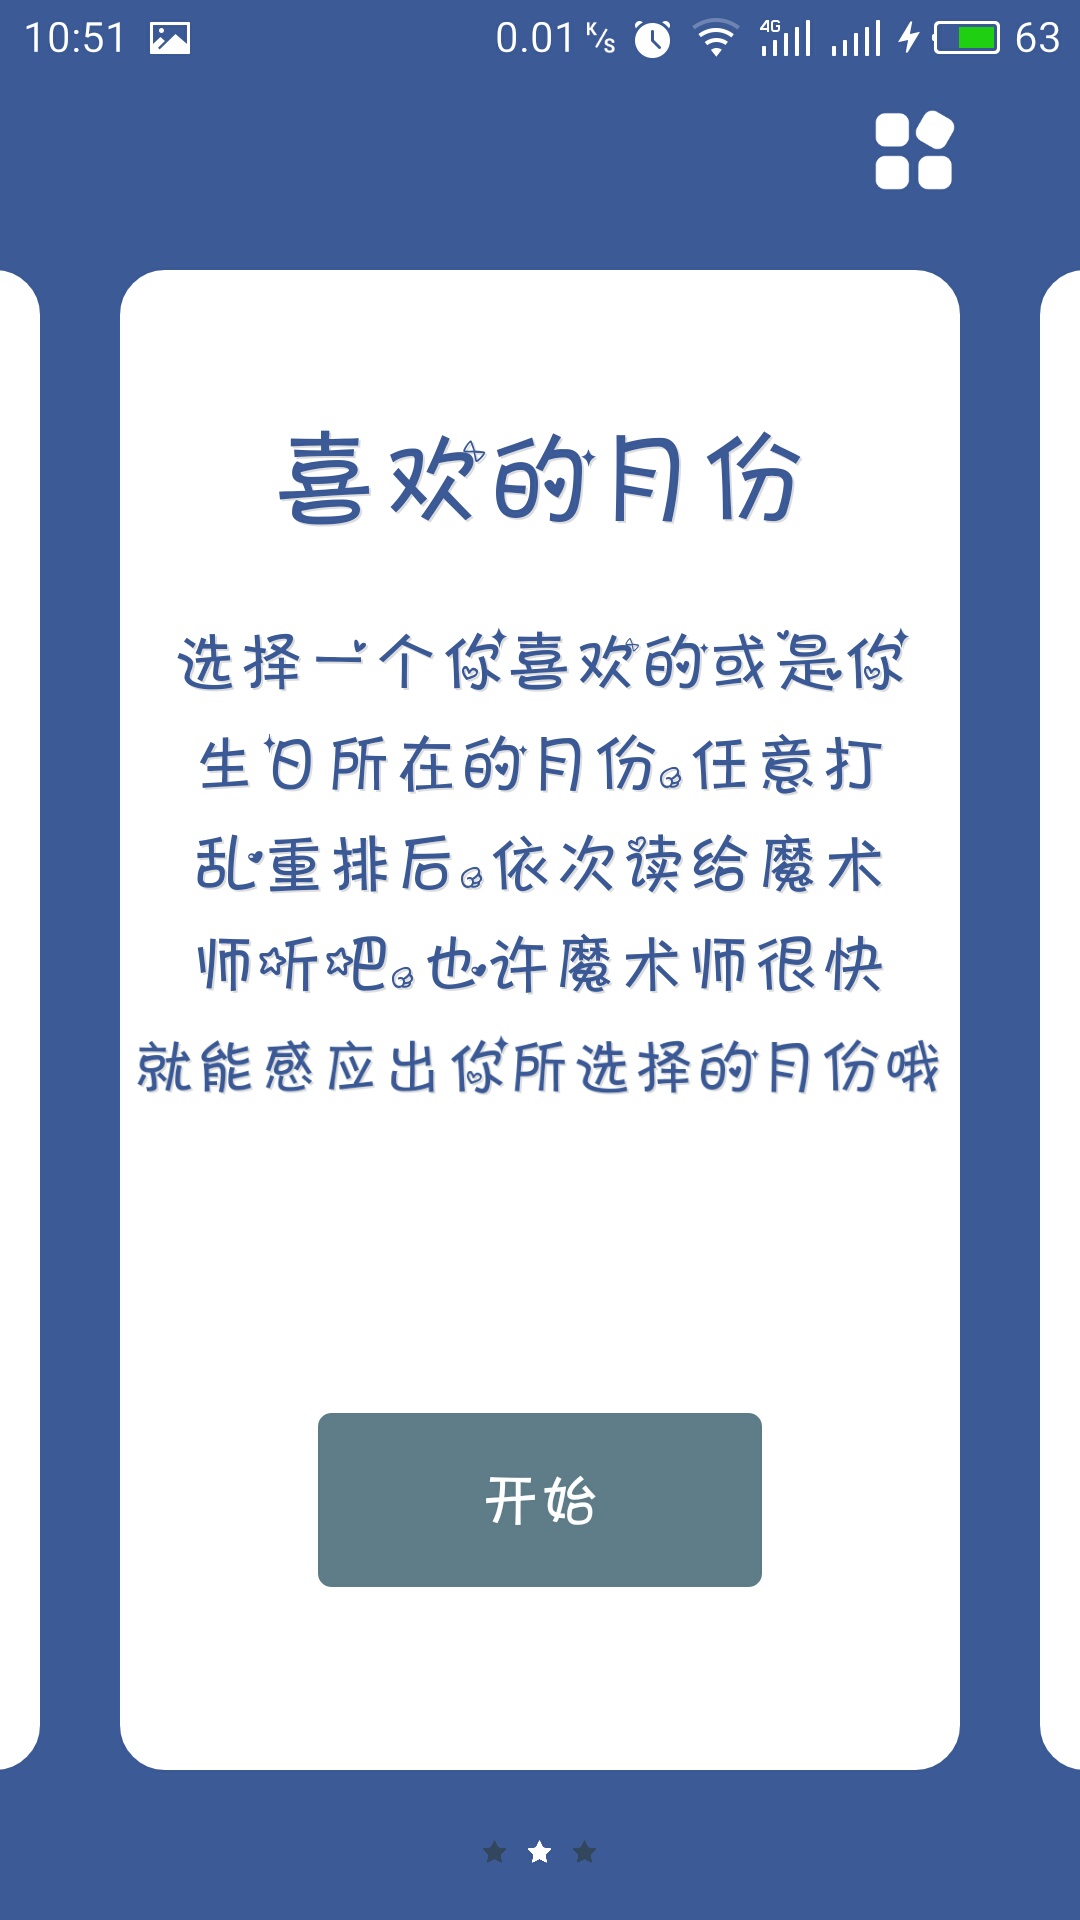 10:51 0.01 K/s 4G 63
喜欢的月份
选择一个你喜欢的或是你
生日所在的月份。任意打
乱重排后。依次读给魔术
师听吧。也许魔术师很快
就能感应出你所选择的月份哦
开始